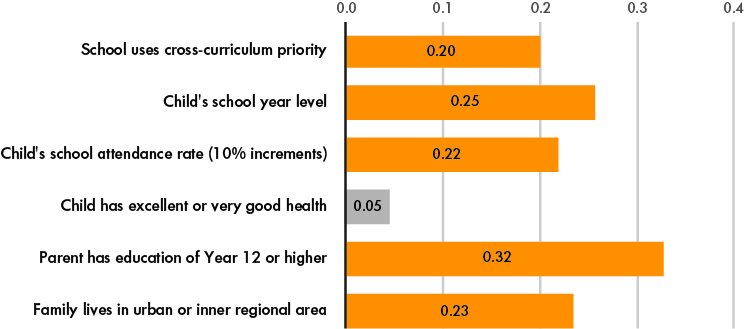 0.0 0.1 0.2 0.3 0.4
School uses cross-curriculum priority 0.20
Child's school year level 0.25
Child's school attendance rate (10% increments) 0.22
Child has excellent or very good health 0.05
Parent has education of Year 12 or higher 0.32
Family lives in urban or inner regional area 0.23